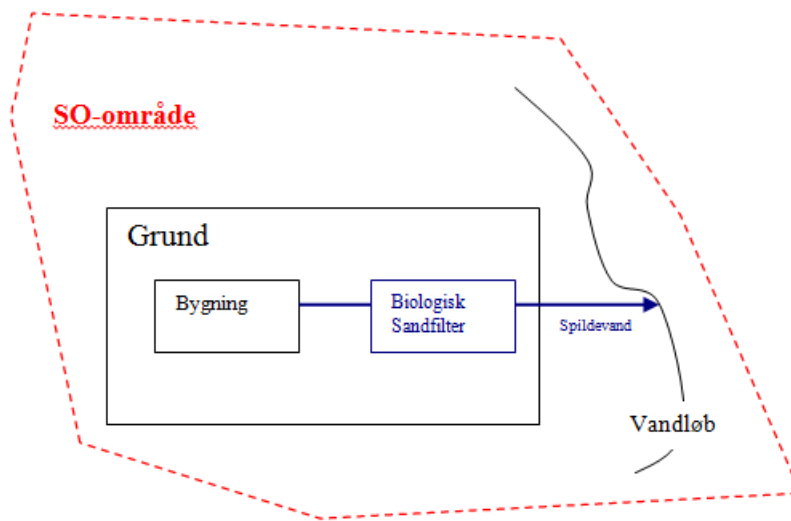 SO-område
Grund
Bygning
Biologisk
Sandfilter
Spildevand
Vandløb